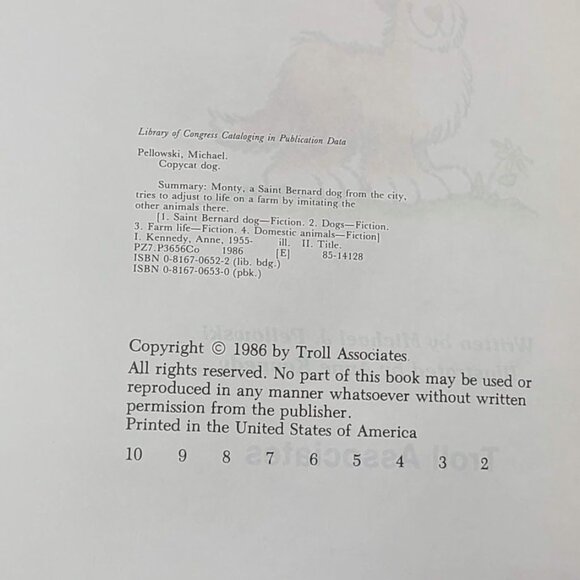 Library of Congress Cataloging in Publication Data
Pellowski, Michael.
Copycat dog.
Summary: Monty, a Saint Bernard dog from the city,
tries to adjust to life on a farm by imitating the
other animals there.
[1. Saint Bernard dog—Fiction. 2. Dogs—Fiction.
3. Farm life—Fiction. 4. Domestic animals—Fiction]
I. Kennedy, Anne, 1955- ill. II. Title.
PZ7.P3656Co 1986 [E] 85-14128
ISBN 0-8167-0652-2 (lib. bdg.)
ISBN 0-8167-0653-0 (pbk.)
Written by Michael J. Pellowski
Copyright © 1986 by Troll Associates
All rights reserved. No part of this book may be used or
reproduced in any manner whatsoever without written
permission from the publisher.
Printed in the United States of America
10 9 8 7 6 5 4 3 2
Troll Associates